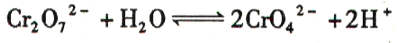 Cr₂O₇²⁻ + H₂O ⇌ 2CrO₄²⁻ + 2H⁺